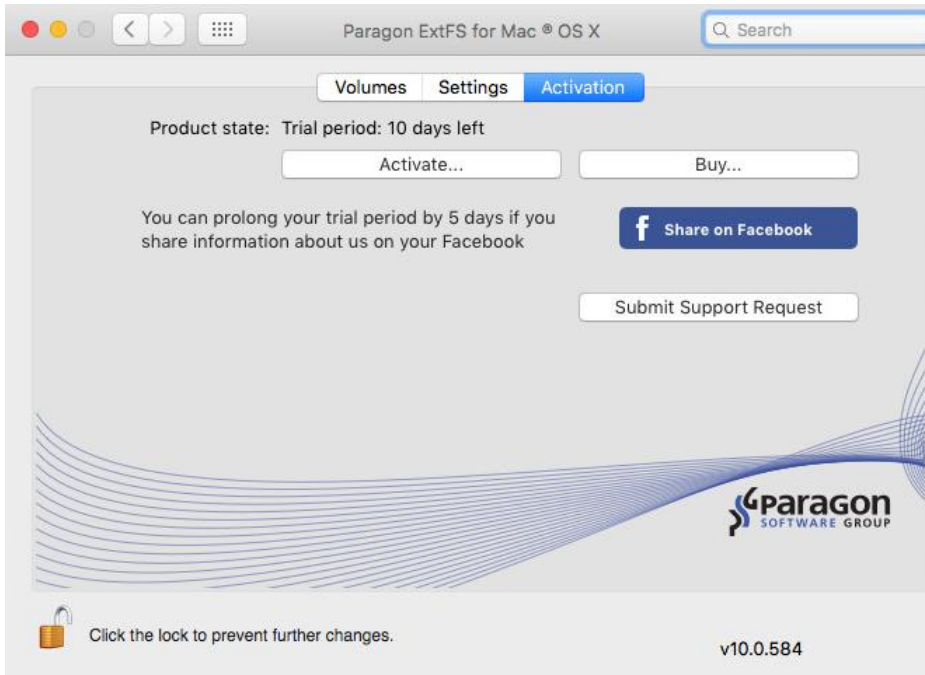 Paragon ExtFS for Mac ® OS X
Search
Volumes Settings Activation
Product state: Trial period: 10 days left
Activate... Buy...
You can prolong your trial period by 5 days if you
share information about us on your Facebook
f Share on Facebook
Submit Support Request
Paragon
SOFTWARE GROUP
Click the lock to prevent further changes.
v10.0.584